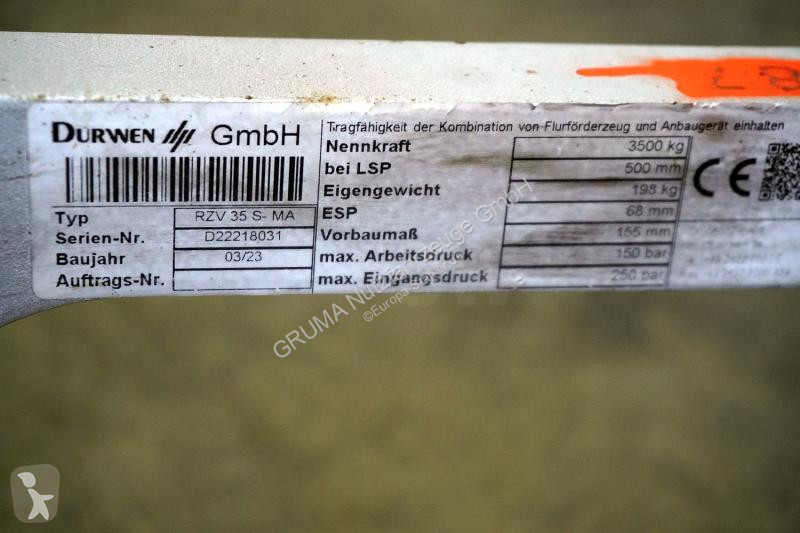 L8
DURWEN GmbH
Typ RZV 35 S- MA
Serien-Nr. D22218031
Baujahr 03/23
Auftrags-Nr.
Tragfähigkeit der Kombination von Flurförderzeug und Anbaugerät einhalten
Nennkraft 3500 kg
bei LSP 500 mm
Eigengewicht 198 kg
ESP 68 mm
Vorbaumaß 155 mm
max. Arbeitsdruck 150 bar
max. Eingangsdruck 250 bar
CE
GRUMA Nutzfahrzeuge GmbH